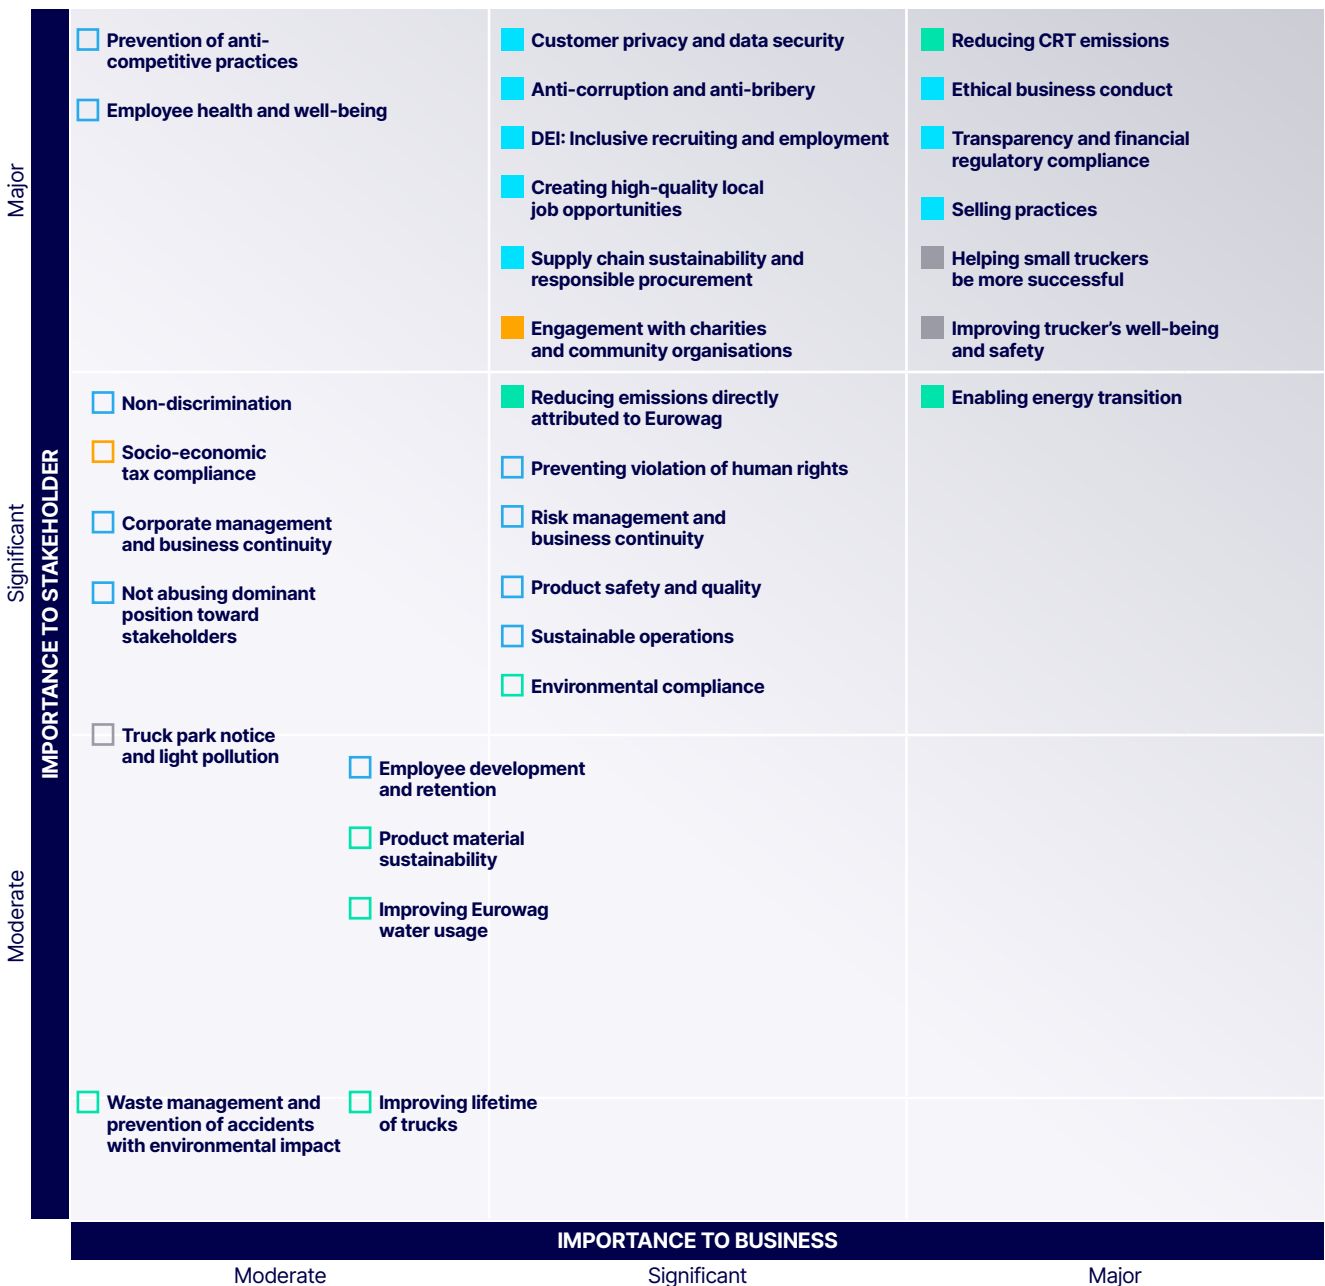 Major
Significant
Moderate
IMPORTANCE TO STAKEHOLDER
Prevention of anti-
competitive practices
Employee health and well-being
Customer privacy and data security
Anti-corruption and anti-bribery
DEI: Inclusive recruiting and employment
Creating high-quality local
job opportunities
Supply chain sustainability and
responsible procurement
Engagement with charities
and community organisations
Reducing CRT emissions
Ethical business conduct
Transparency and financial
regulatory compliance
Selling practices
Helping small truckers
be more successful
Improving trucker's well-being
and safety
Non-discrimination
Socio-economic
tax compliance
Corporate management
and business continuity
Not abusing dominant
position toward
stakeholders
Truck park notice
and light pollution
Reducing emissions directly
attributed to Eurowag
Preventing violation of human rights
Risk management and
business continuity
Product safety and quality
Sustainable operations
Environmental compliance
Enabling energy transition
Employee development
and retention
Product material
sustainability
Improving Eurowag
water usage
Waste management and
prevention of accidents
with environmental impact
Improving lifetime
of trucks
IMPORTANCE TO BUSINESS
Moderate
Significant
Major